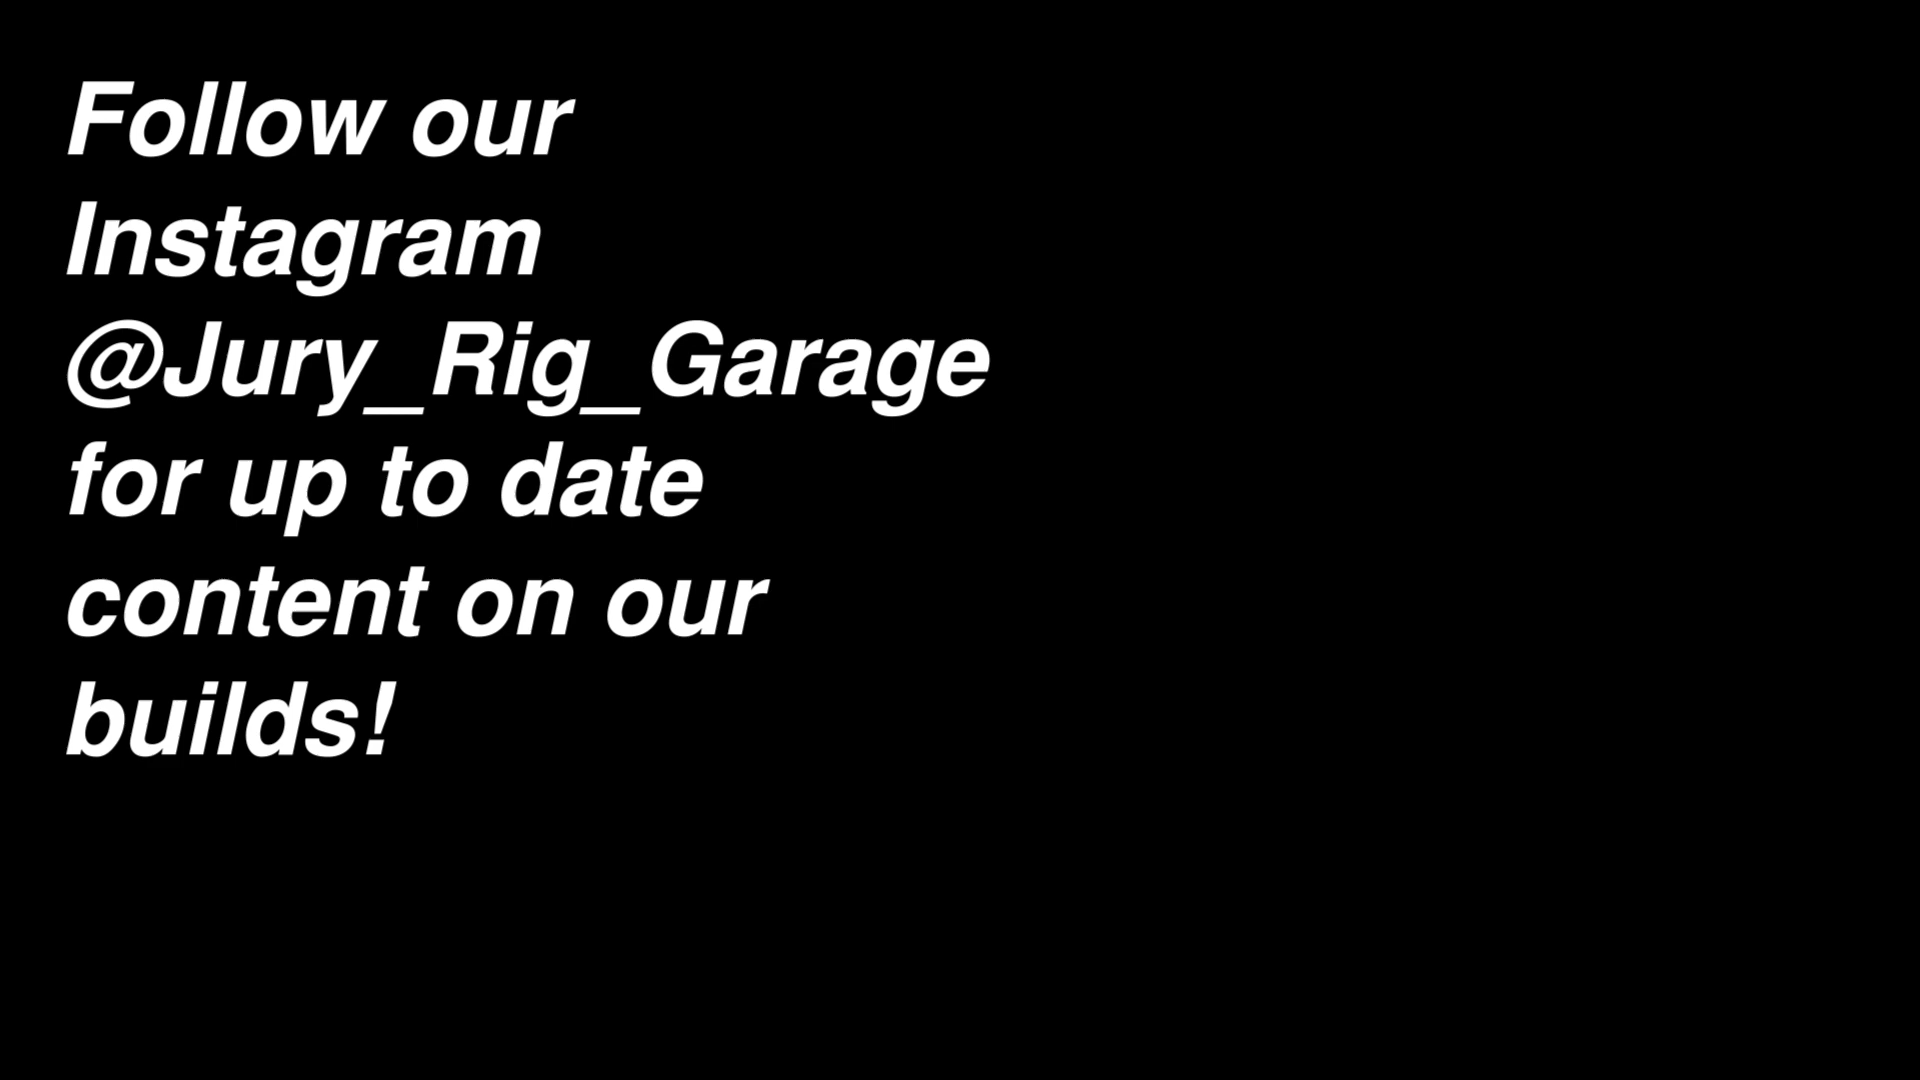 Follow our
Instagram
@Jury_Rig_Garage
for up to date
content on our
builds!